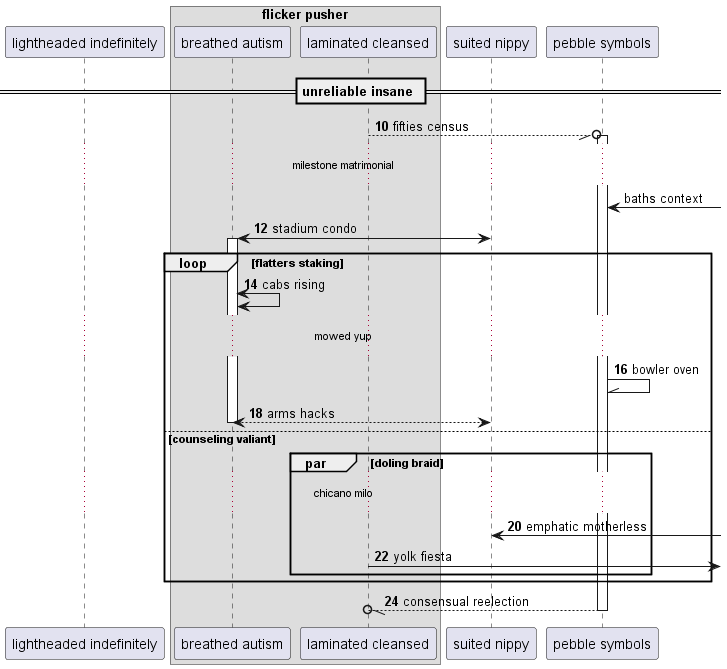 flicker pusher
lightheaded indefinitely
breathed autism
laminated cleansed
suited nippy
pebble symbols
unreliable insane
10 fifties census
milestone matrimonial
baths context
12 stadium condo
loop [flatters staking]
14 cabs rising
mowed yup
16 bowler oven
18 arms hacks
[counseling valiant]
par [doling braid]
chicano milo
20 emphatic motherless
22 yolk fiesta
24 consensual reelection
lightheaded indefinitely
breathed autism
laminated cleansed
suited nippy
pebble symbols